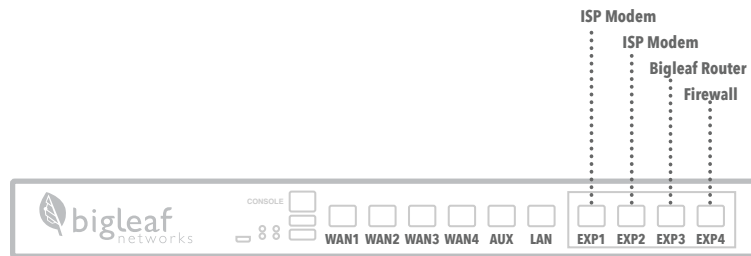 ISP Modem
ISP Modem
Bigleaf Router
Firewall
CONSOLE
bigleaf
networks
WAN1 WAN2 WAN3 WAN4 AUX LAN EXP1 EXP2 EXP3 EXP4